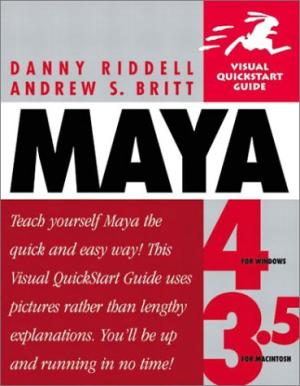 DANNY RIDDELL
ANDREW S. BRITT
VISUAL
QUICKSTART
GUIDE
MAYA
Teach yourself Maya the
quick and easy way! This
Visual QuickStart Guide uses
pictures rather than lengthy
explanations. You'll be up
and running in no time!
4
FOR WINDOWS
3.5
FOR MACINTOSH